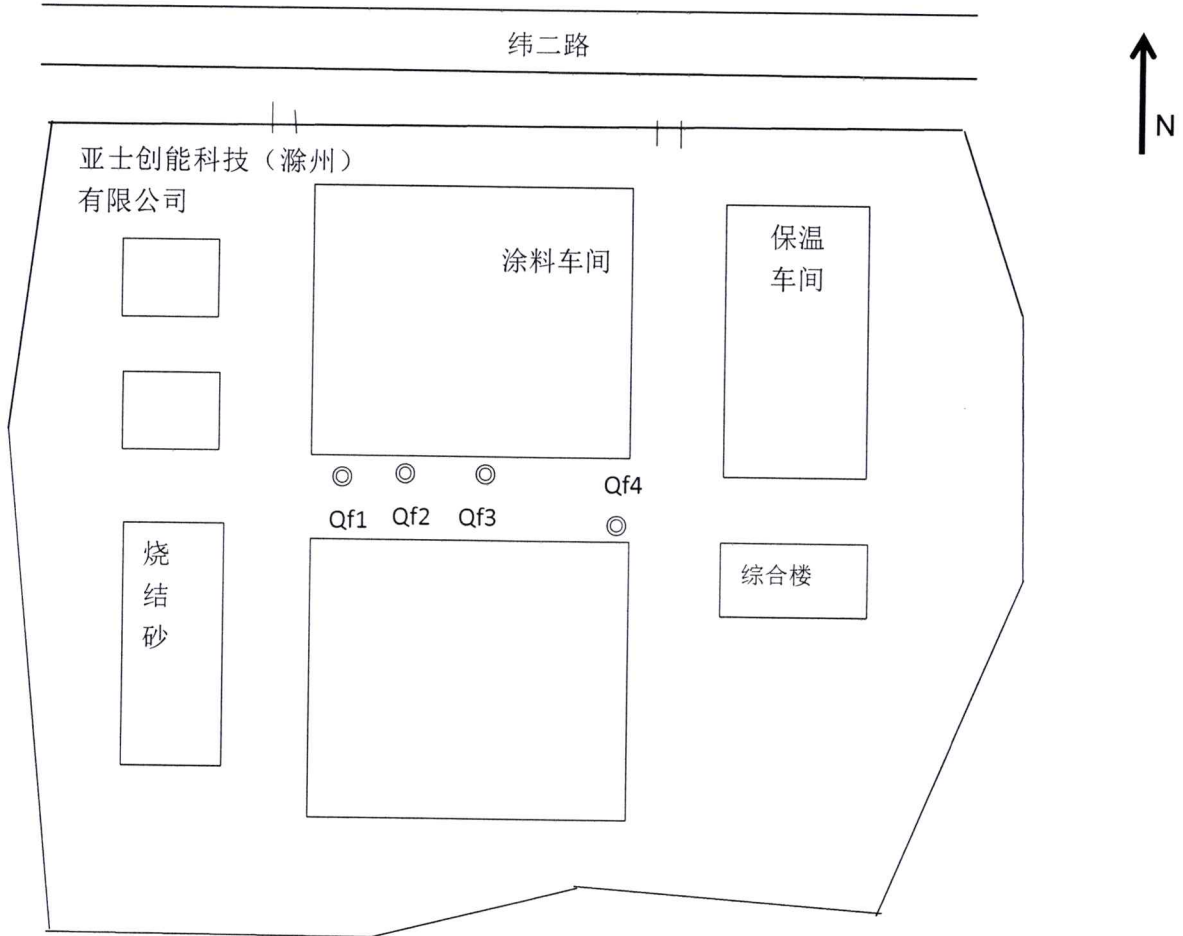 纬二路
N
亚士创能科技（滁州）
有限公司
涂料车间
保温
车间
Qf1
Qf2
Qf3
Qf4
烧
结
砂
综合楼